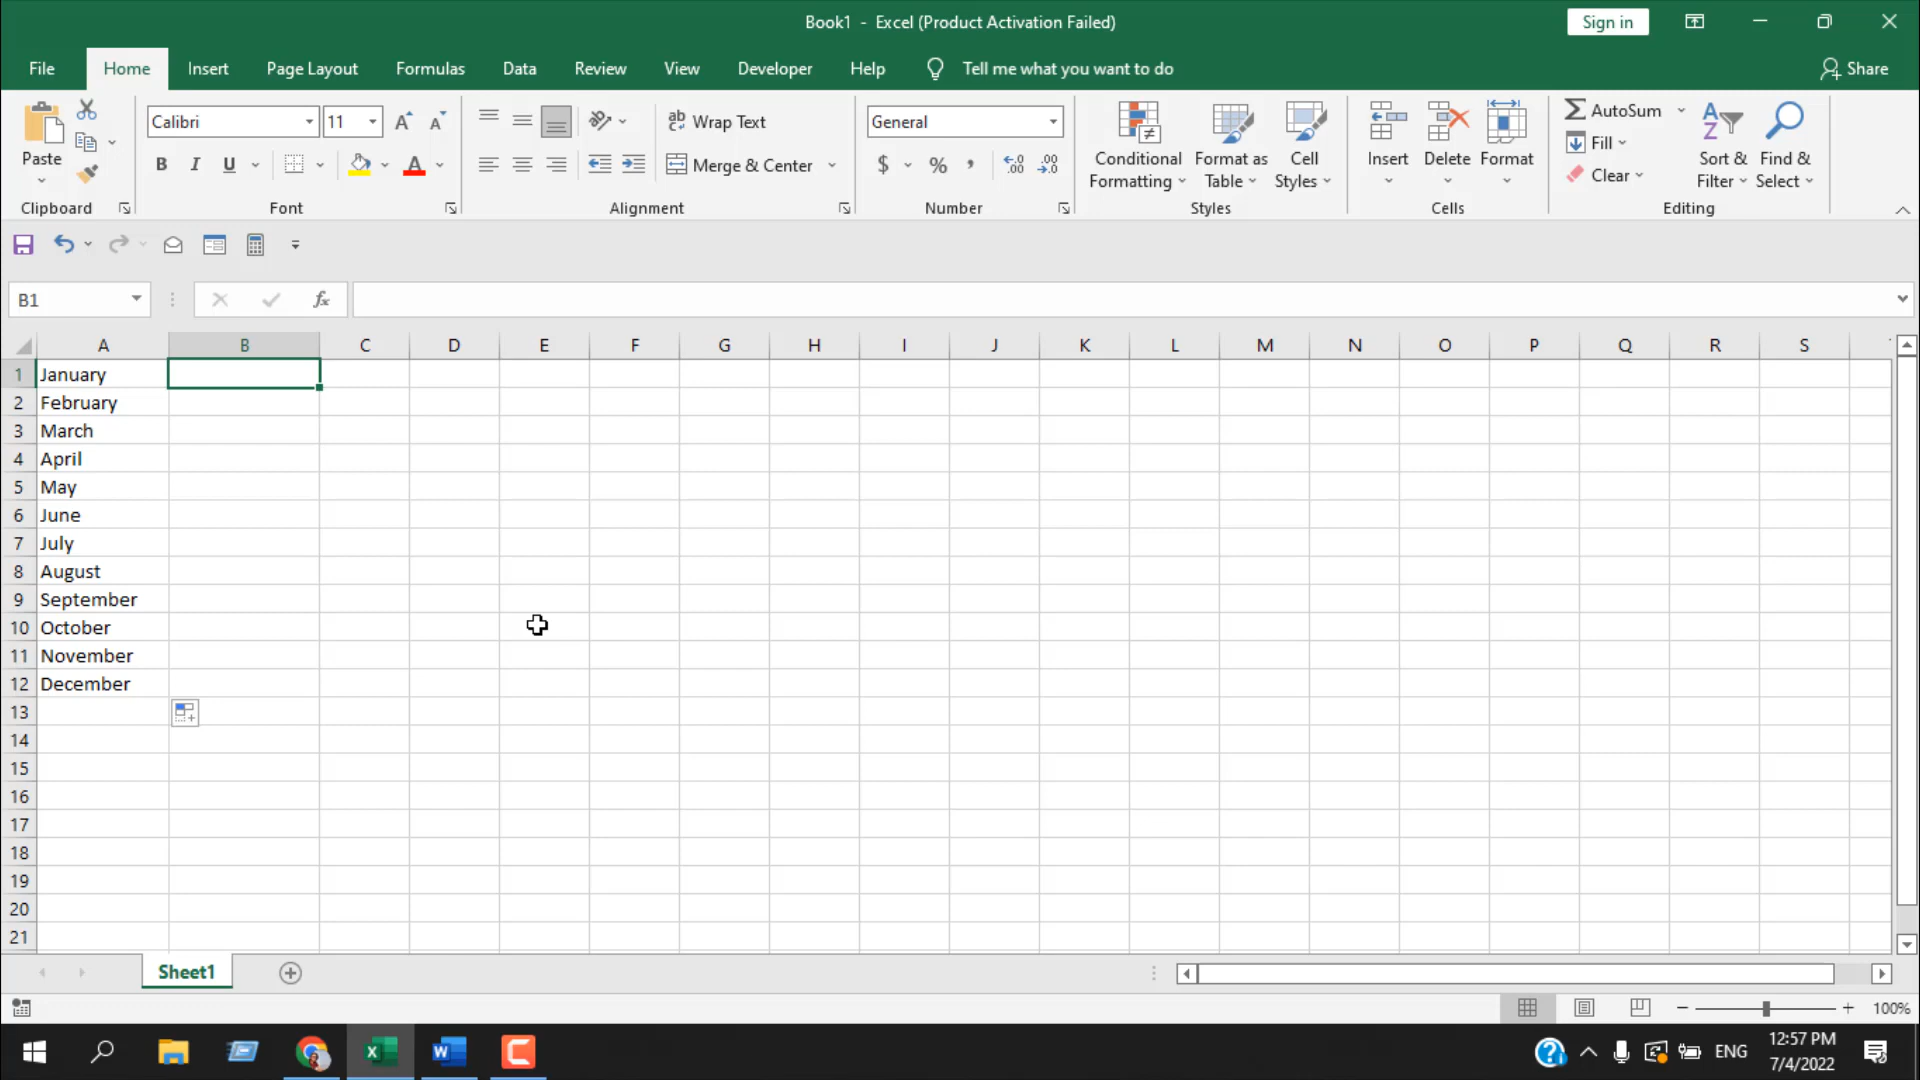 Book1 - Excel (Product Activation Failed)
Sign in
File Home Insert Page Layout Formulas Data Review View Developer Help Tell me what you want to do Share
Paste
Clipboard
Calibri 11
B I U A
Font
ab Wrap Text
Merge & Center
Alignment
General
$ % ,
Number
Conditional Formatting
Format as Table
Cell Styles
Styles
Insert Delete Format
Cells
AutoSum
Fill
Clear
Sort & Filter
Find & Select
Editing
B1 fx
A B C D E F G H I J K L M N O P Q R S
1 January
2 February
3 March
4 April
5 May
6 June
7 July
8 August
9 September
10 October
11 November
12 December
13
14
15
16
17
18
19
20
21
Sheet1
100%
ENG
12:57 PM
7/4/2022